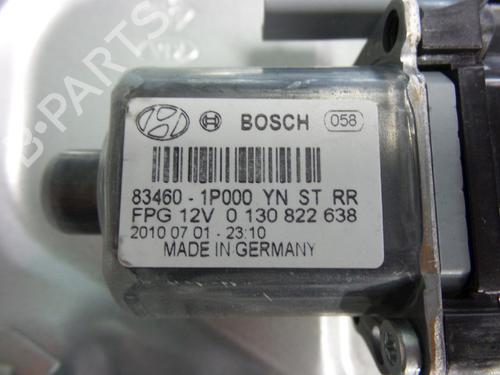 B-PARTS
BOSCH 058
83460 - 1P000 YN ST RR
FPG 12V 0 130 822 638
2010 07 01 - 23:10
MADE IN GERMANY